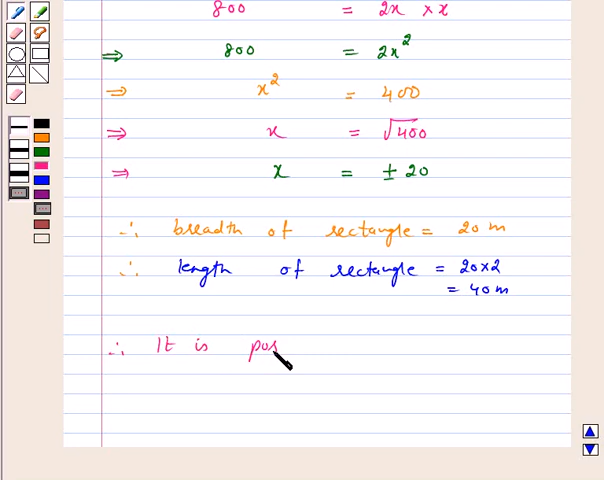 800 = 2x × x
⇒ 800 = 2x²
⇒ x² = 400
⇒ x = √400
⇒ x = ± 20
∴ breadth of rectangle = 20 m
∴ length of rectangle = 20×2
= 40 m
∴ It is pos